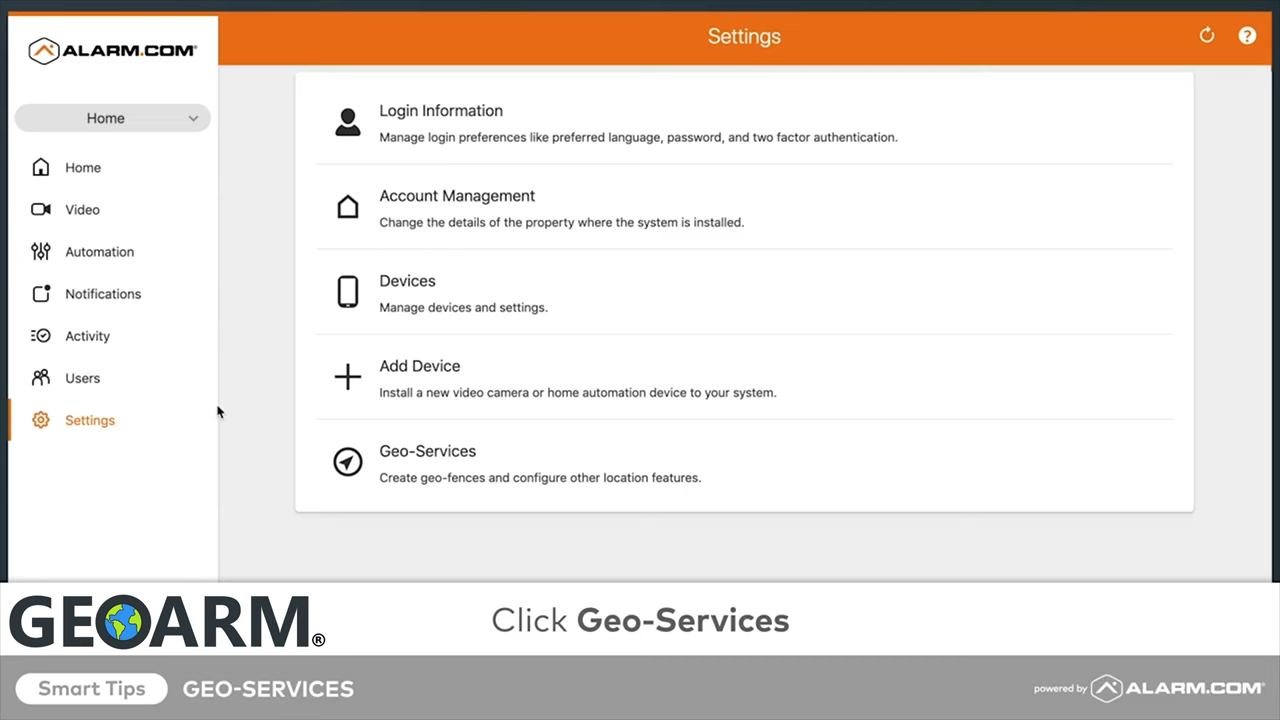 ALARM.COM®
Settings
Home
Home
Video
Automation
Notifications
Activity
Users
Settings
Login Information
Manage login preferences like preferred language, password, and two factor authentication.
Account Management
Change the details of the property where the system is installed.
Devices
Manage devices and settings.
Add Device
Install a new video camera or home automation device to your system.
Geo-Services
Create geo-fences and configure other location features.
GEOARM®
Click Geo-Services
Smart Tips GEO-SERVICES
powered by ALARM.COM®